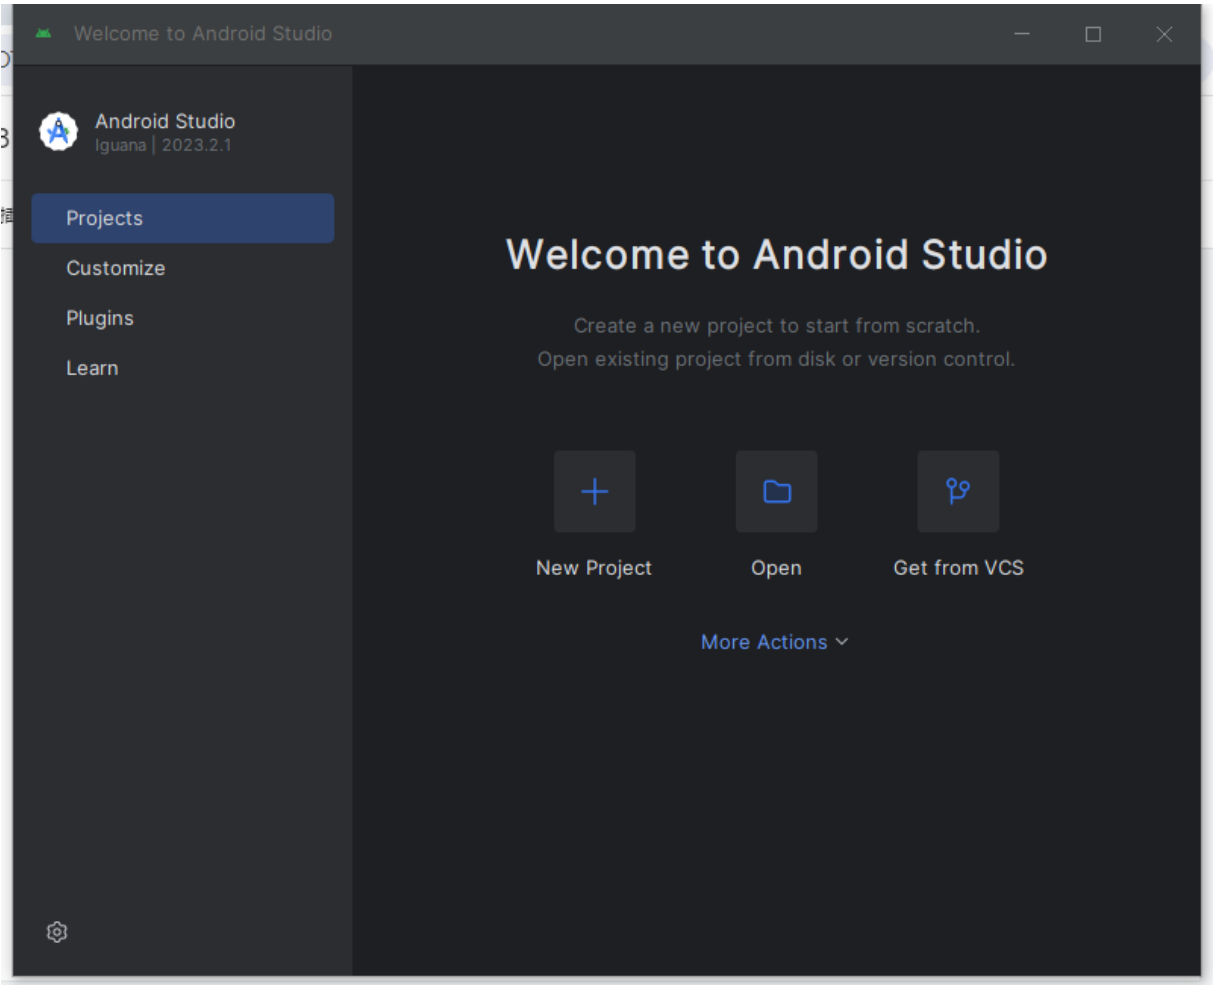 Welcome to Android Studio
Android Studio
Iguana | 2023.2.1
Projects
Customize
Plugins
Learn
Welcome to Android Studio
Create a new project to start from scratch.
Open existing project from disk or version control.
New Project
Open
Get from VCS
More Actions